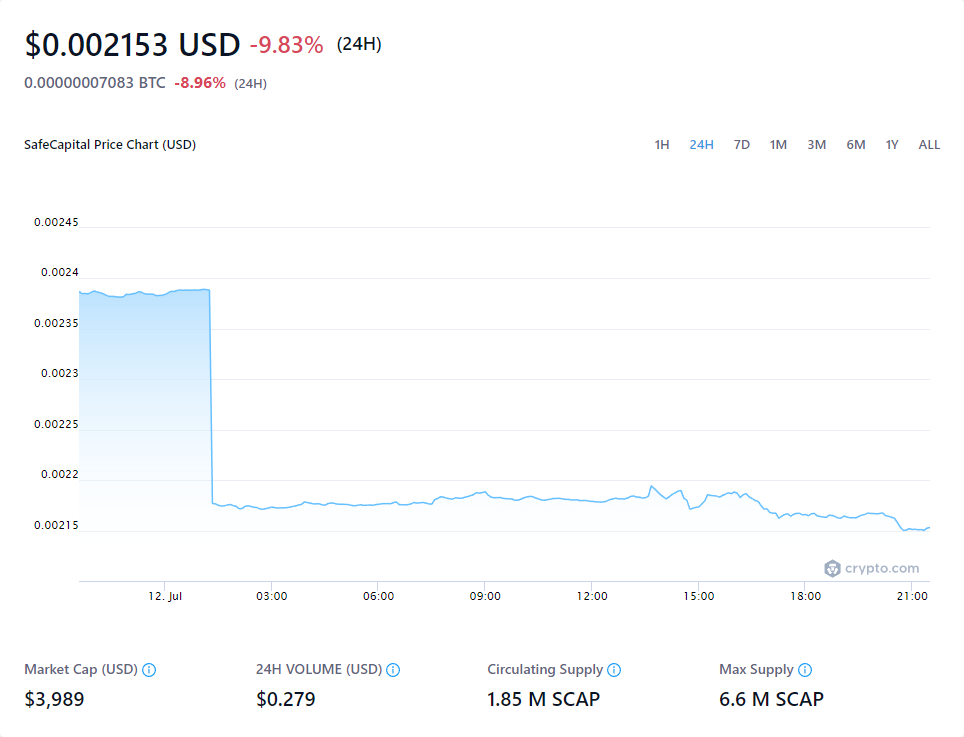 $0.002153 USD -9.83% (24H)
0.00000007083 BTC -8.96% (24H)
SafeCapital Price Chart (USD) 1H 24H 7D 1M 3M 6M 1Y ALL
0.00245
0.0024
0.00235
0.0023
0.00225
0.0022
0.00215
crypto.com
12. Jul 03:00 06:00 09:00 12:00 15:00 18:00 21:00
Market Cap (USD) 24H VOLUME (USD) Circulating Supply Max Supply
$3,989 $0.279 1.85 M SCAP 6.6 M SCAP